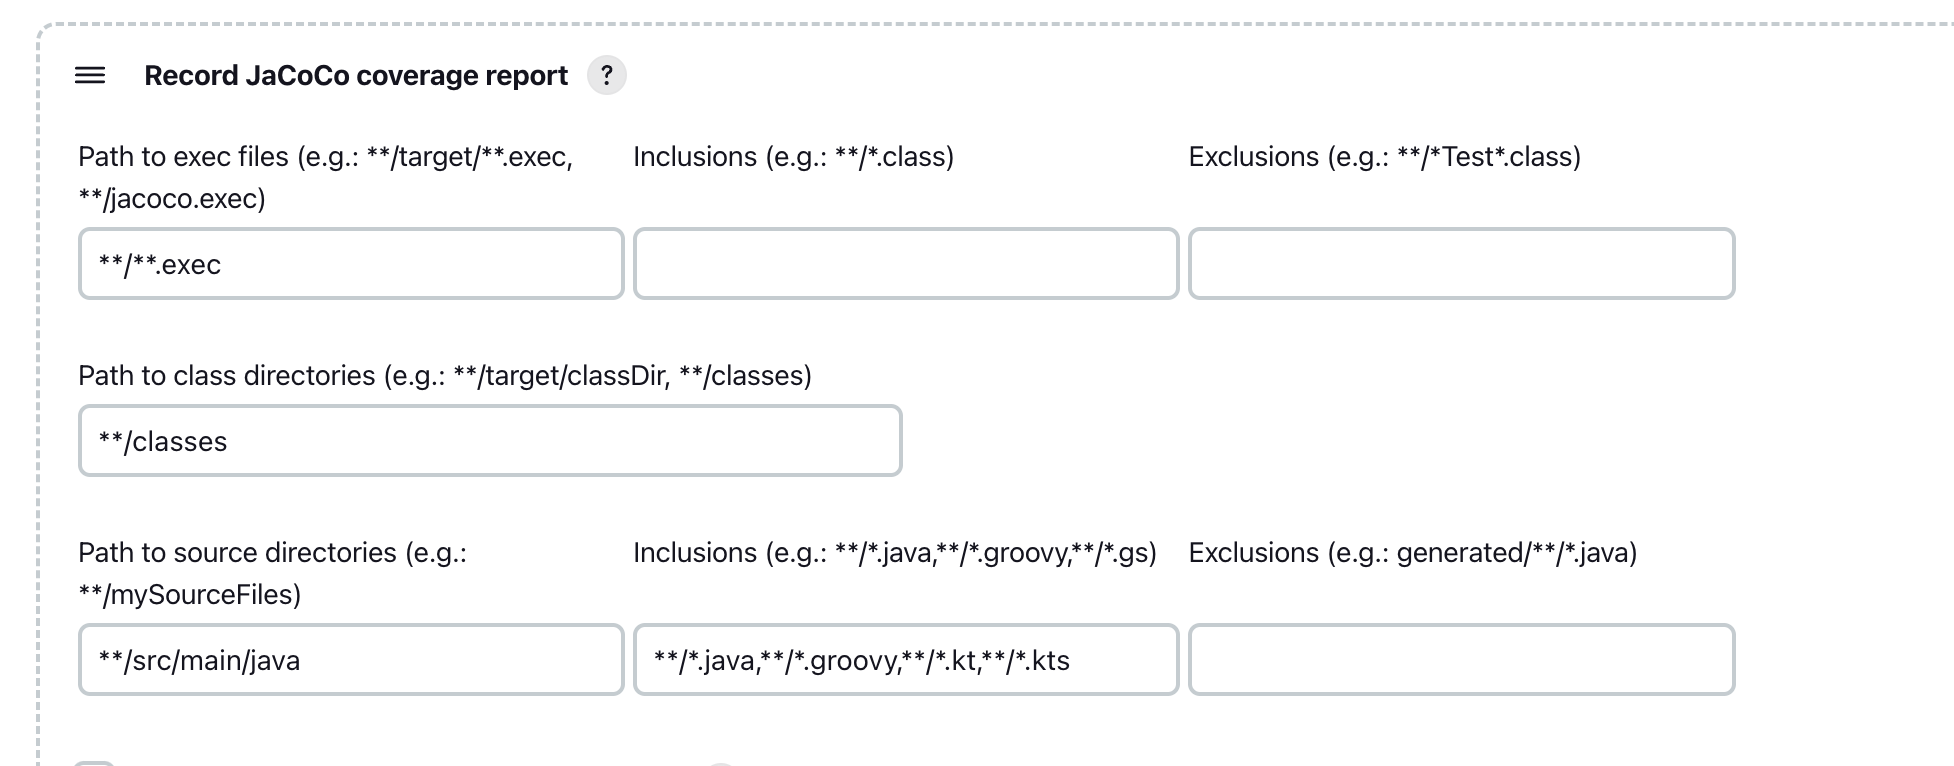 Record JaCoCo coverage report ?
Path to exec files (e.g.: **/target/**.exec, **/jacoco.exec)
Inclusions (e.g.: **/*.class)
Exclusions (e.g.: **/*Test*.class)
**/**.exec
Path to class directories (e.g.: **/target/classDir, **/classes)
**/classes
Path to source directories (e.g.: **/mySourceFiles)
Inclusions (e.g.: **/*.java,**/*.groovy,**/*.gs)
Exclusions (e.g.: generated/**/*.java)
**/src/main/java
**/*.java,**/*.groovy,**/*.kt,**/*.kts